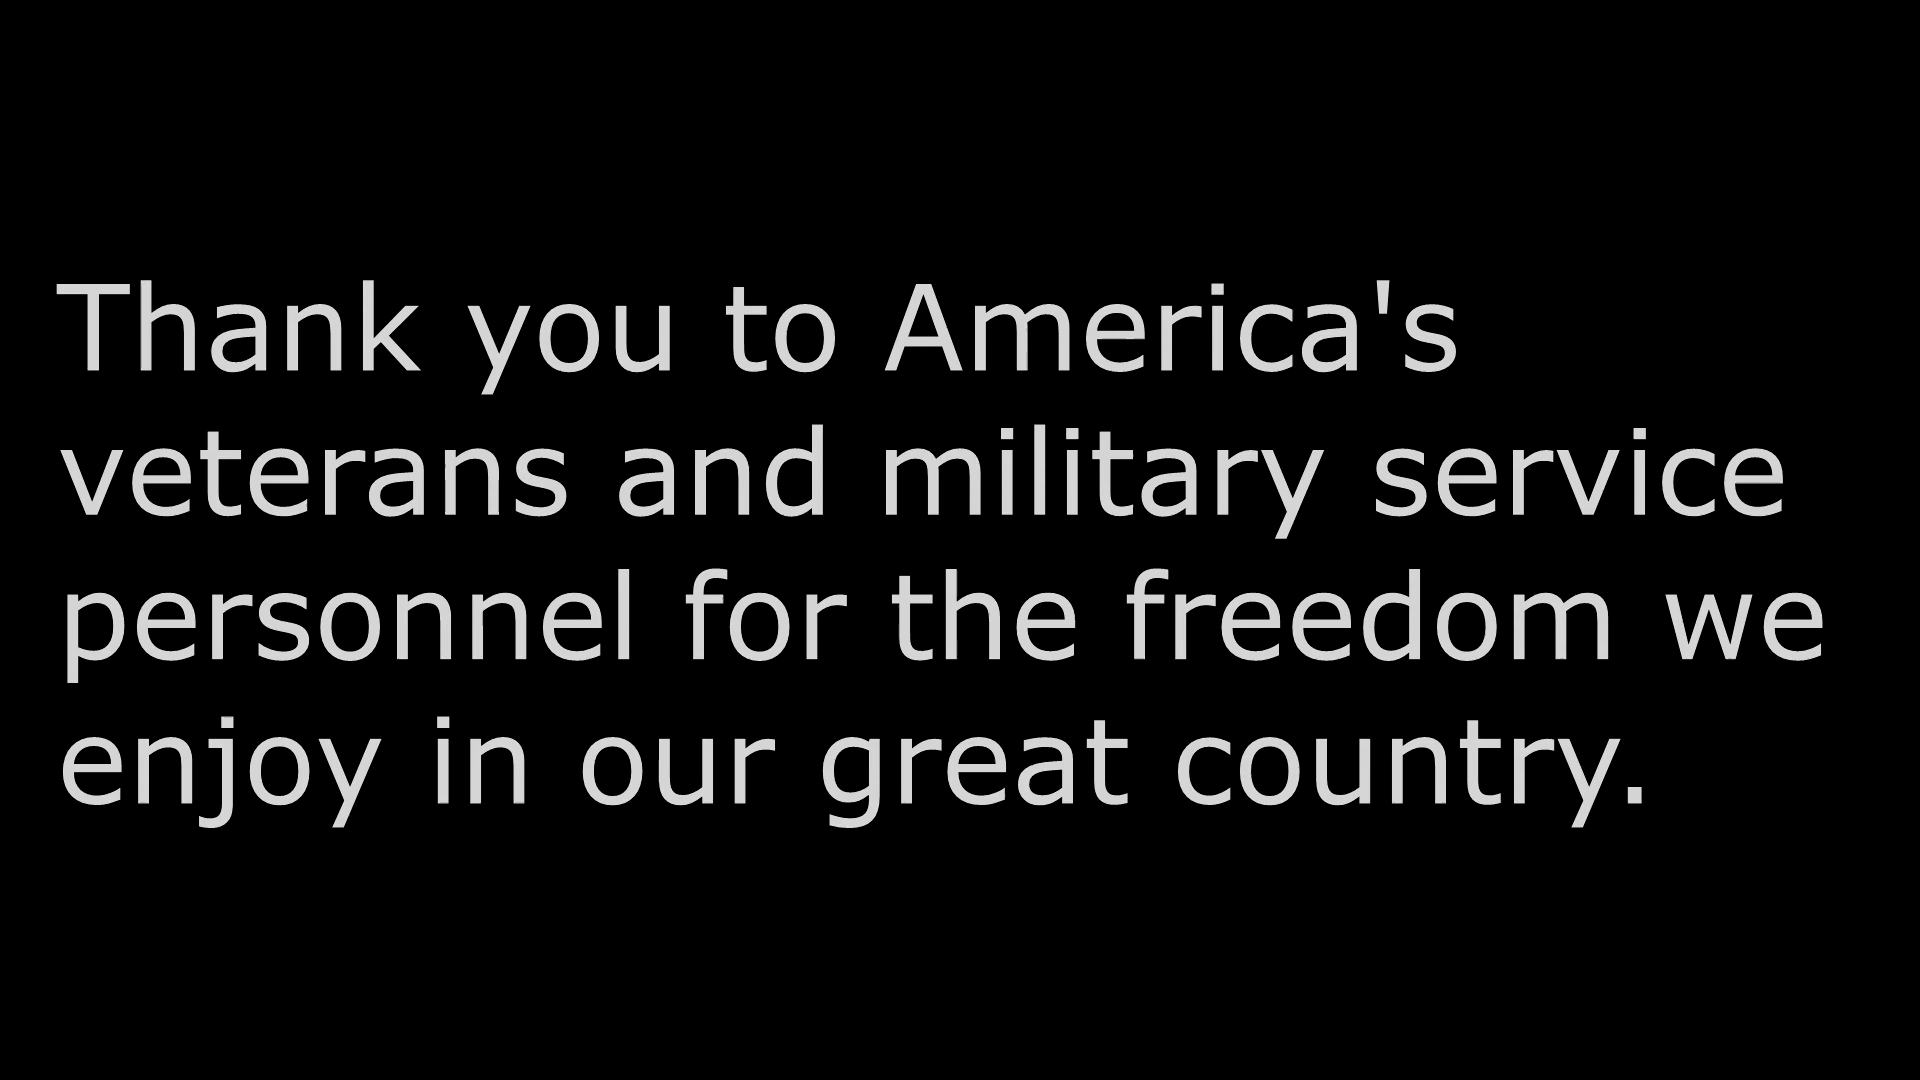 Thank you to America's
veterans and military service
personnel for the freedom we
enjoy in our great country.